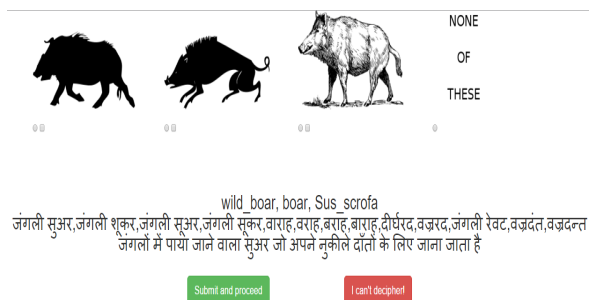 NONE
OF
THESE
wild_boar, boar, Sus_scrofa
जंगली सुअर,जंगली शूकर,जंगली सूअर,जंगली सूकर,वाराह,वराह,बराह,बाराह,दीर्घरद,वज्ररद,जंगली रेवट,वज्रदंत,वज्रदन्त
जंगलों में पाया जाने वाला सुअर जो अपने नुकीले दाँतों के लिए जाना जाता है
Submit and proceed I can't decipher!